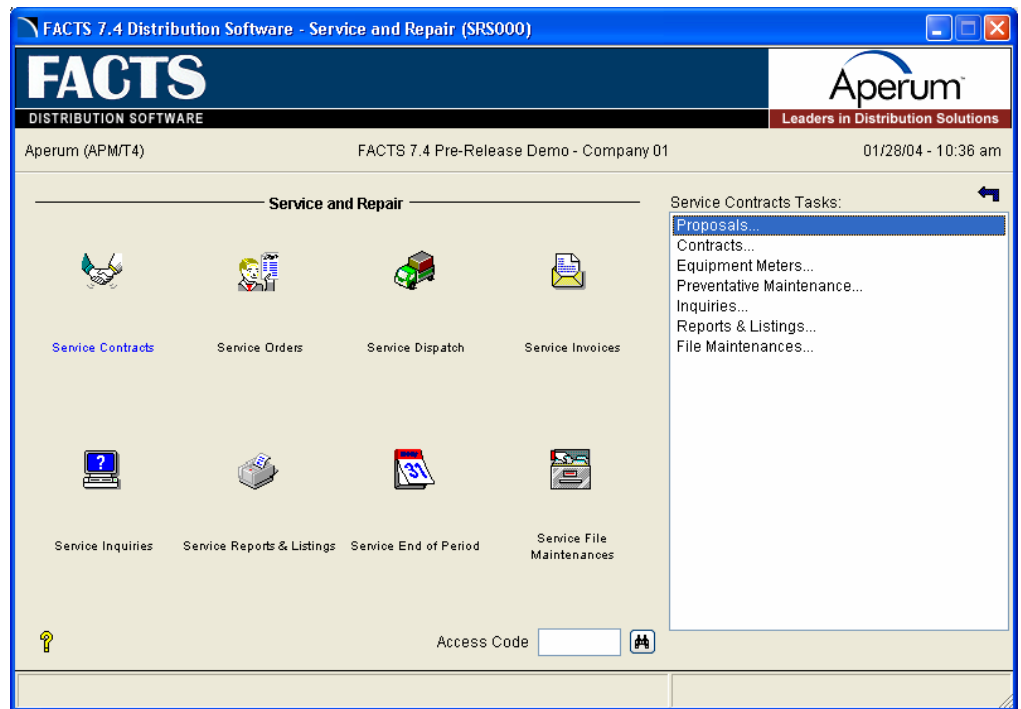 FACTS 7.4 Distribution Software - Service and Repair (SRS000)
FACTS
DISTRIBUTION SOFTWARE
Aperum™
Leaders in Distribution Solutions
Aperum (APM/T4)
FACTS 7.4 Pre-Release Demo - Company 01
01/28/04 - 10:36 am
Service and Repair
Service Contracts
Service Orders
Service Dispatch
Service Invoices
?
31
Service Inquiries
Service Reports & Listings
Service End of Period
Service File
Maintenances
?
Access Code
Service Contracts Tasks:
Proposals...
Contracts...
Equipment Meters...
Preventative Maintenance...
Inquiries...
Reports & Listings...
File Maintenances...